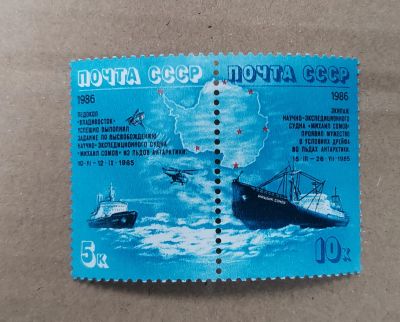 ПОЧТА СССР
1986
ЛЕДОКОЛ
"ВЛАДИВОСТОК"
УСПЕШНО ВЫПОЛНИЛ
ЗАДАНИЕ ПО ВЫСВОБОЖДЕНИЮ
НАУЧНО-ЭКСПЕДИЦИОННОГО СУДНА
"МИХАИЛ СОМОВ" ИЗ ЛЬДОВ АНТАРКТИКИ
10·VI-12·IX-1985
5к
ПОЧТА СССР
1986
ЭКИПАЖ
НАУЧНО-ЭКСПЕДИЦИОННОГО
СУДНА "МИХАИЛ СОМОВ"
ПРОЯВИЛ МУЖЕСТВО
В УСЛОВИЯХ ДРЕЙФА
ВО ЛЬДАХ АНТАРКТИКИ
15·III-26·VII-1985
МИХАИЛ СОМОВ
10к